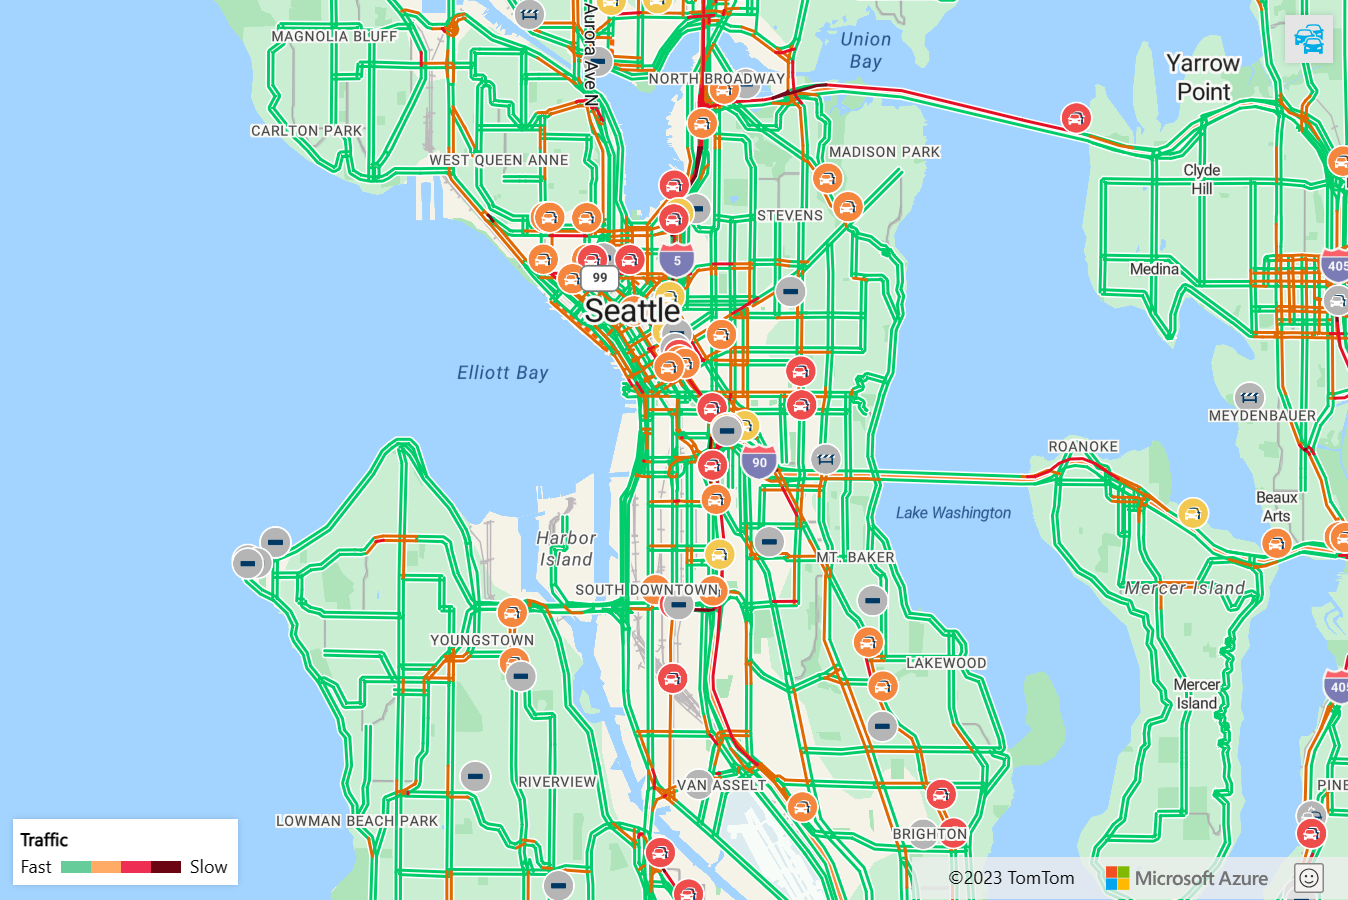 Aurora Ave N
MAGNOLIA BLUFF
Union
Bay
Yarrow
Point
NORTH BROADWAY
CARLTON PARK
WEST QUEEN ANNE
MADISON PARK
Clyde
Hill
STEVENS
5
405
Medina
99
Seattle
Elliott Bay
MEYDENBAUER
ROANOKE
90
Beaux
Arts
Lake Washington
Harbor
Island
MT. BAKER
SOUTH DOWNTOWN
Mercer Island
YOUNGSTOWN
LAKEWOOD
Mercer
Island
405
RIVERVIEW
VAN ASSELT
PINE
LOWMAN BEACH PARK
BRIGHTON
Traffic
Fast
Slow
©2023 TomTom
Microsoft Azure